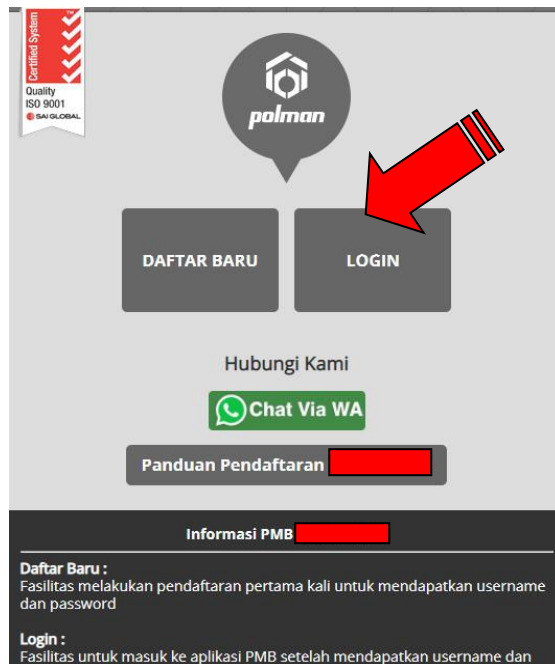 Certified System
Quality
ISO 9001
SAI GLOBAL
polman
DAFTAR BARU
LOGIN
Hubungi Kami
Chat Via WA
Panduan Pendaftaran
Informasi PMB
Daftar Baru :
Fasilitas melakukan pendaftaran pertama kali untuk mendapatkan username
dan password
Login :
Fasilitas untuk masuk ke aplikasi PMB setelah mendapatkan username dan